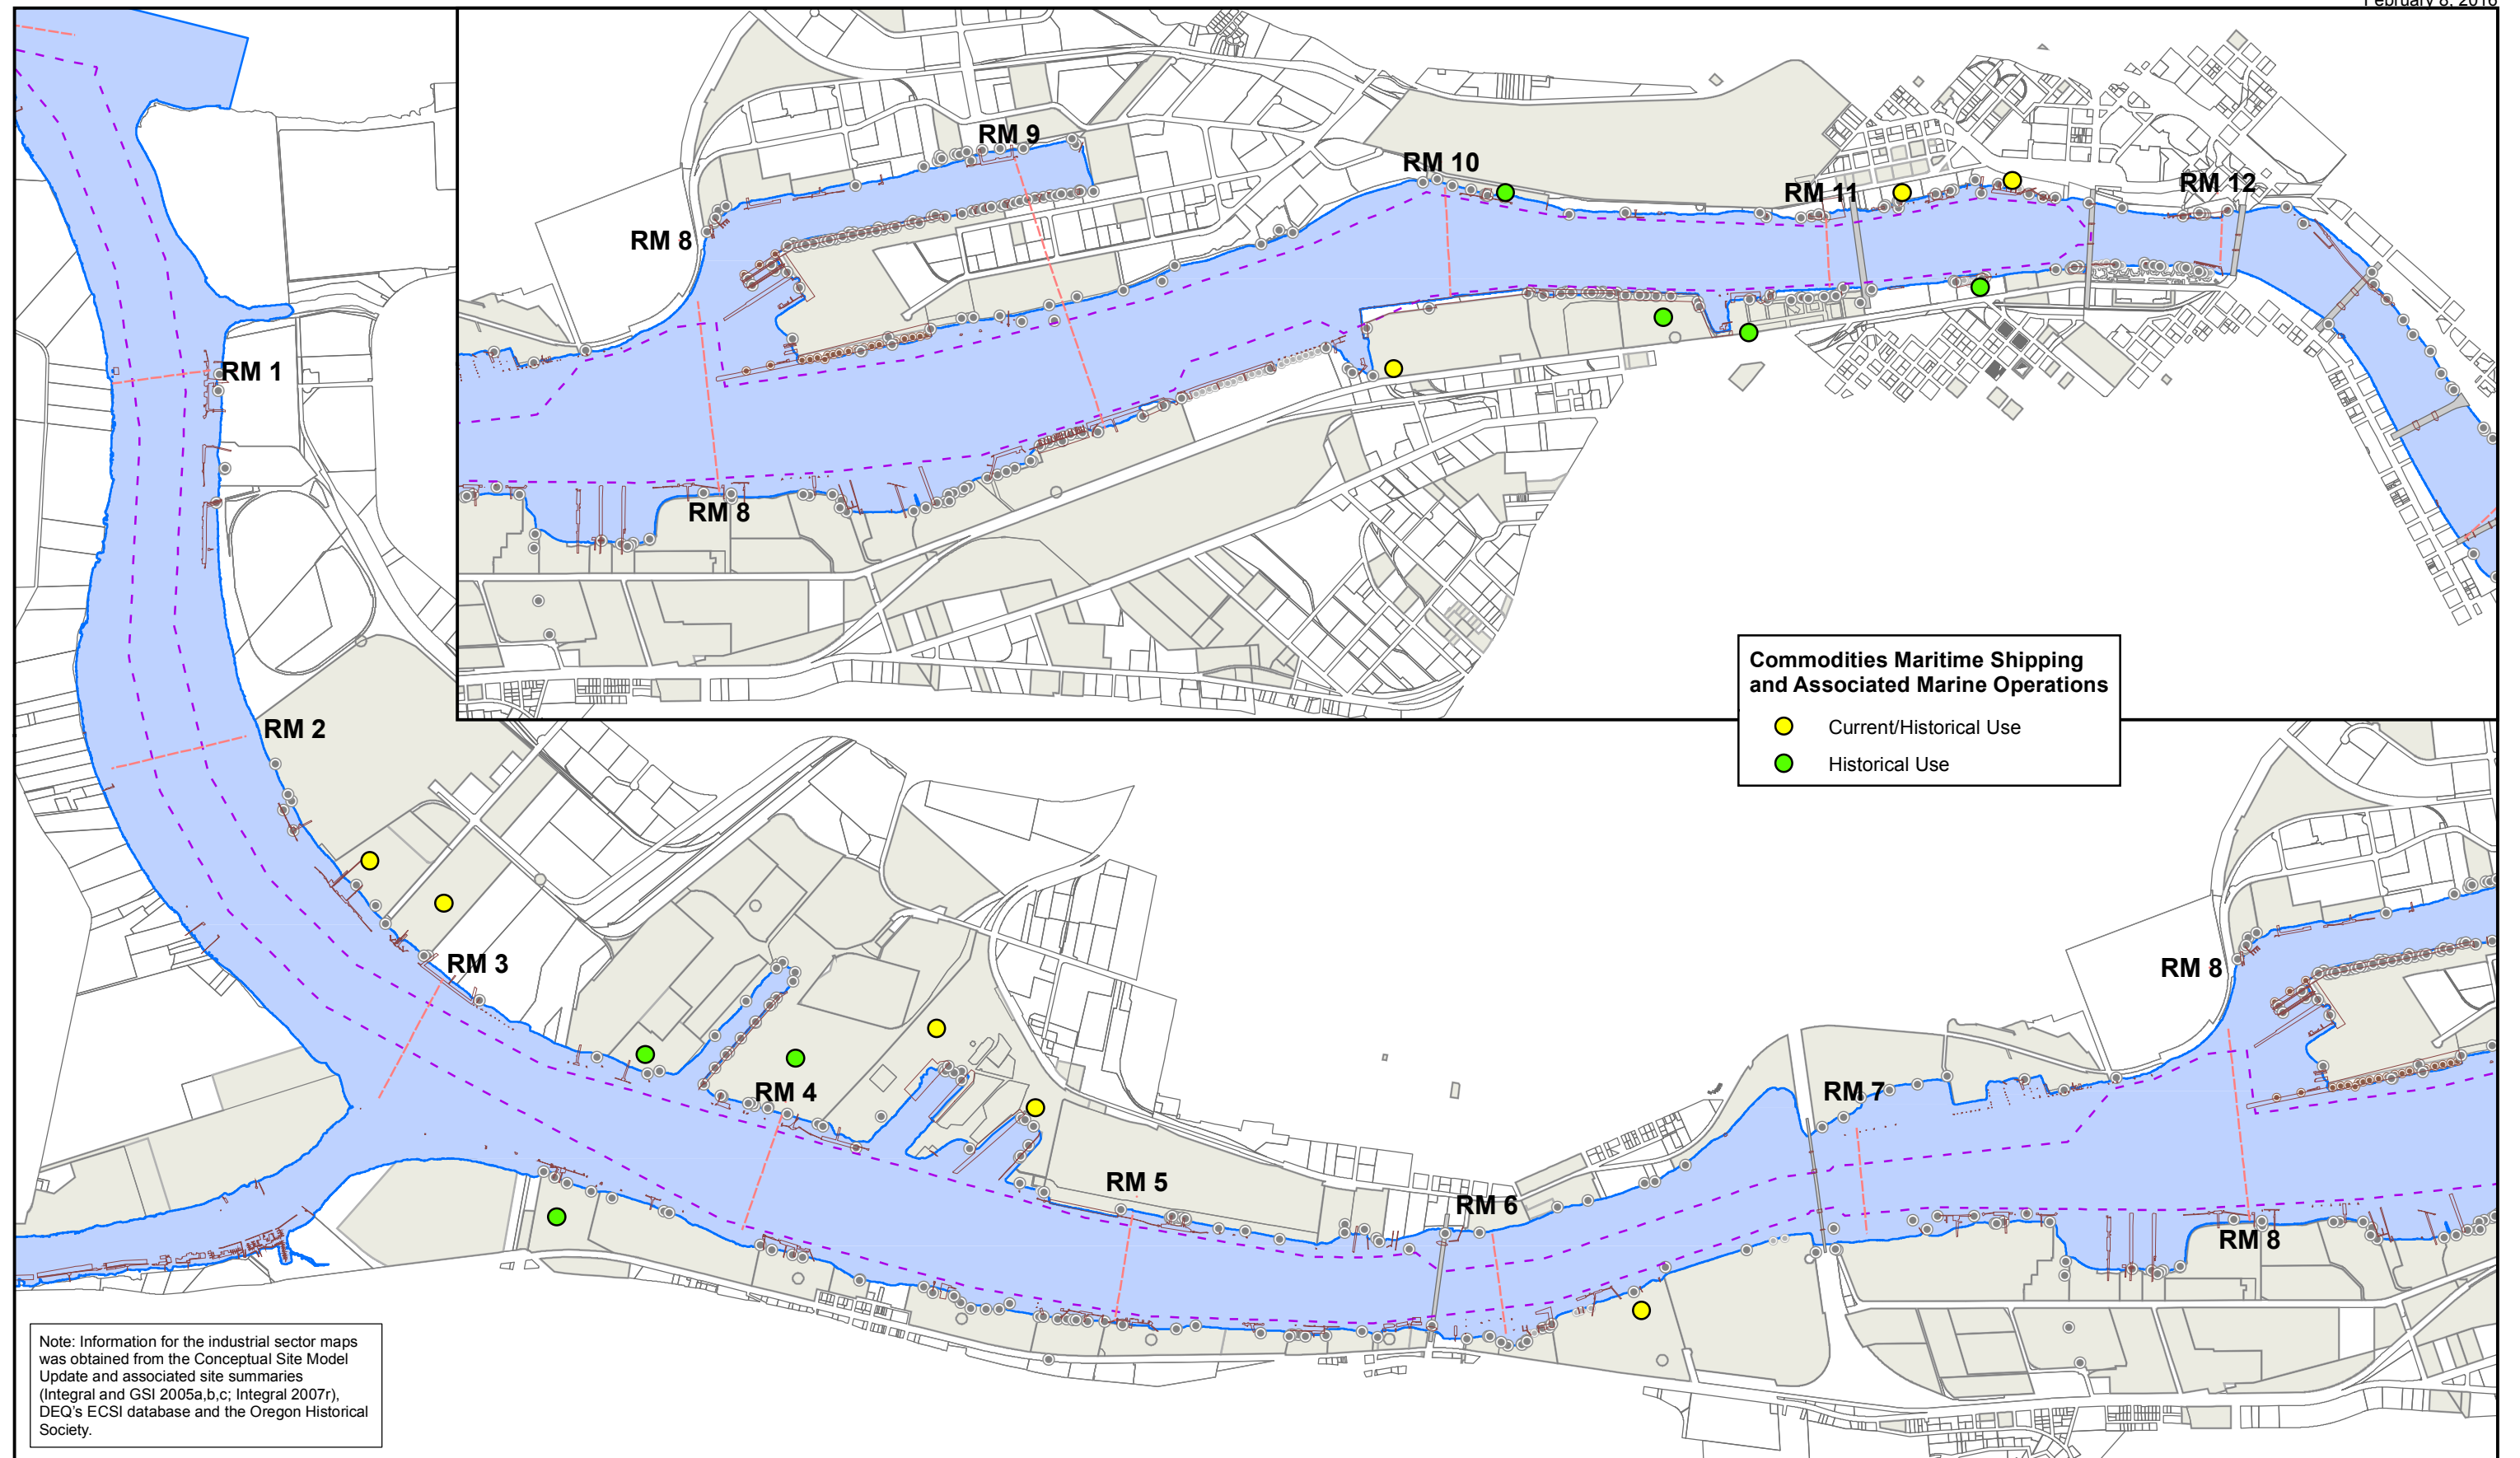 February 8, 2016
RM 9
RM 10
RM 11
RM 12
RM 8
RM 1
RM 8
Commodities Maritime Shipping
and Associated Marine Operations
Current/Historical Use
Historical Use
RM 2
RM 3
RM 8
RM 4
RM 7
RM 5
RM 6
RM 8
Note: Information for the industrial sector maps
was obtained from the Conceptual Site Model
Update and associated site summaries
(Integral and GSI 2005a,b,c; Integral 2007r),
DEQ's ECSI database and the Oregon Historical
Society.